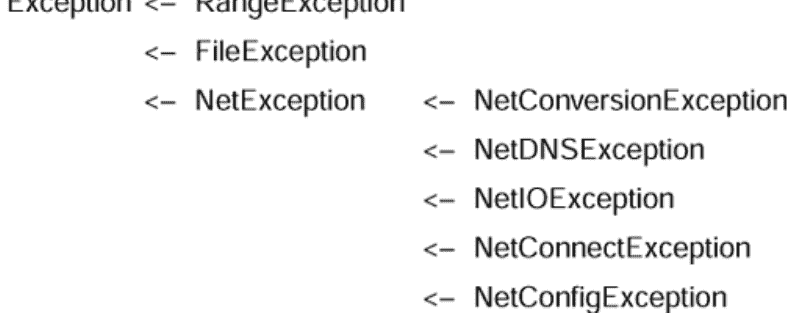 Exception <– RangeException
<– FileException
<– NetException <– NetConversionException
<– NetDNSException
<– NetIOException
<– NetConnectException
<– NetConfigException